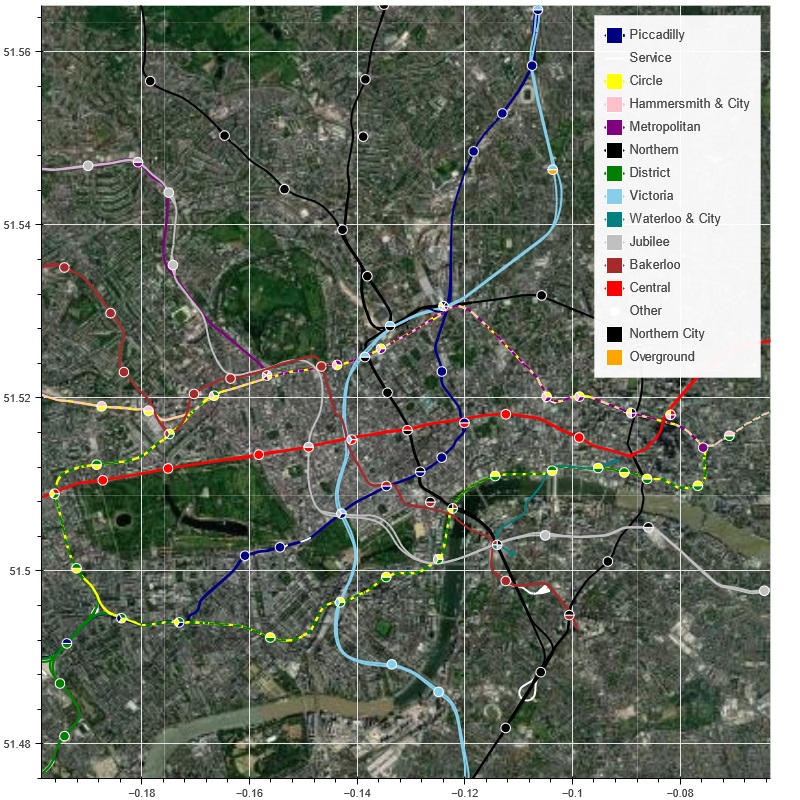 Piccadilly
Service
Circle
Hammersmith & City
Metropolitan
Northern
District
Victoria
Waterloo & City
Jubilee
Bakerloo
Central
Other
Northern City
Overground
51.56
51.54
51.52
51.5
51.48
−0.18
−0.16
−0.14
−0.12
−0.1
−0.08